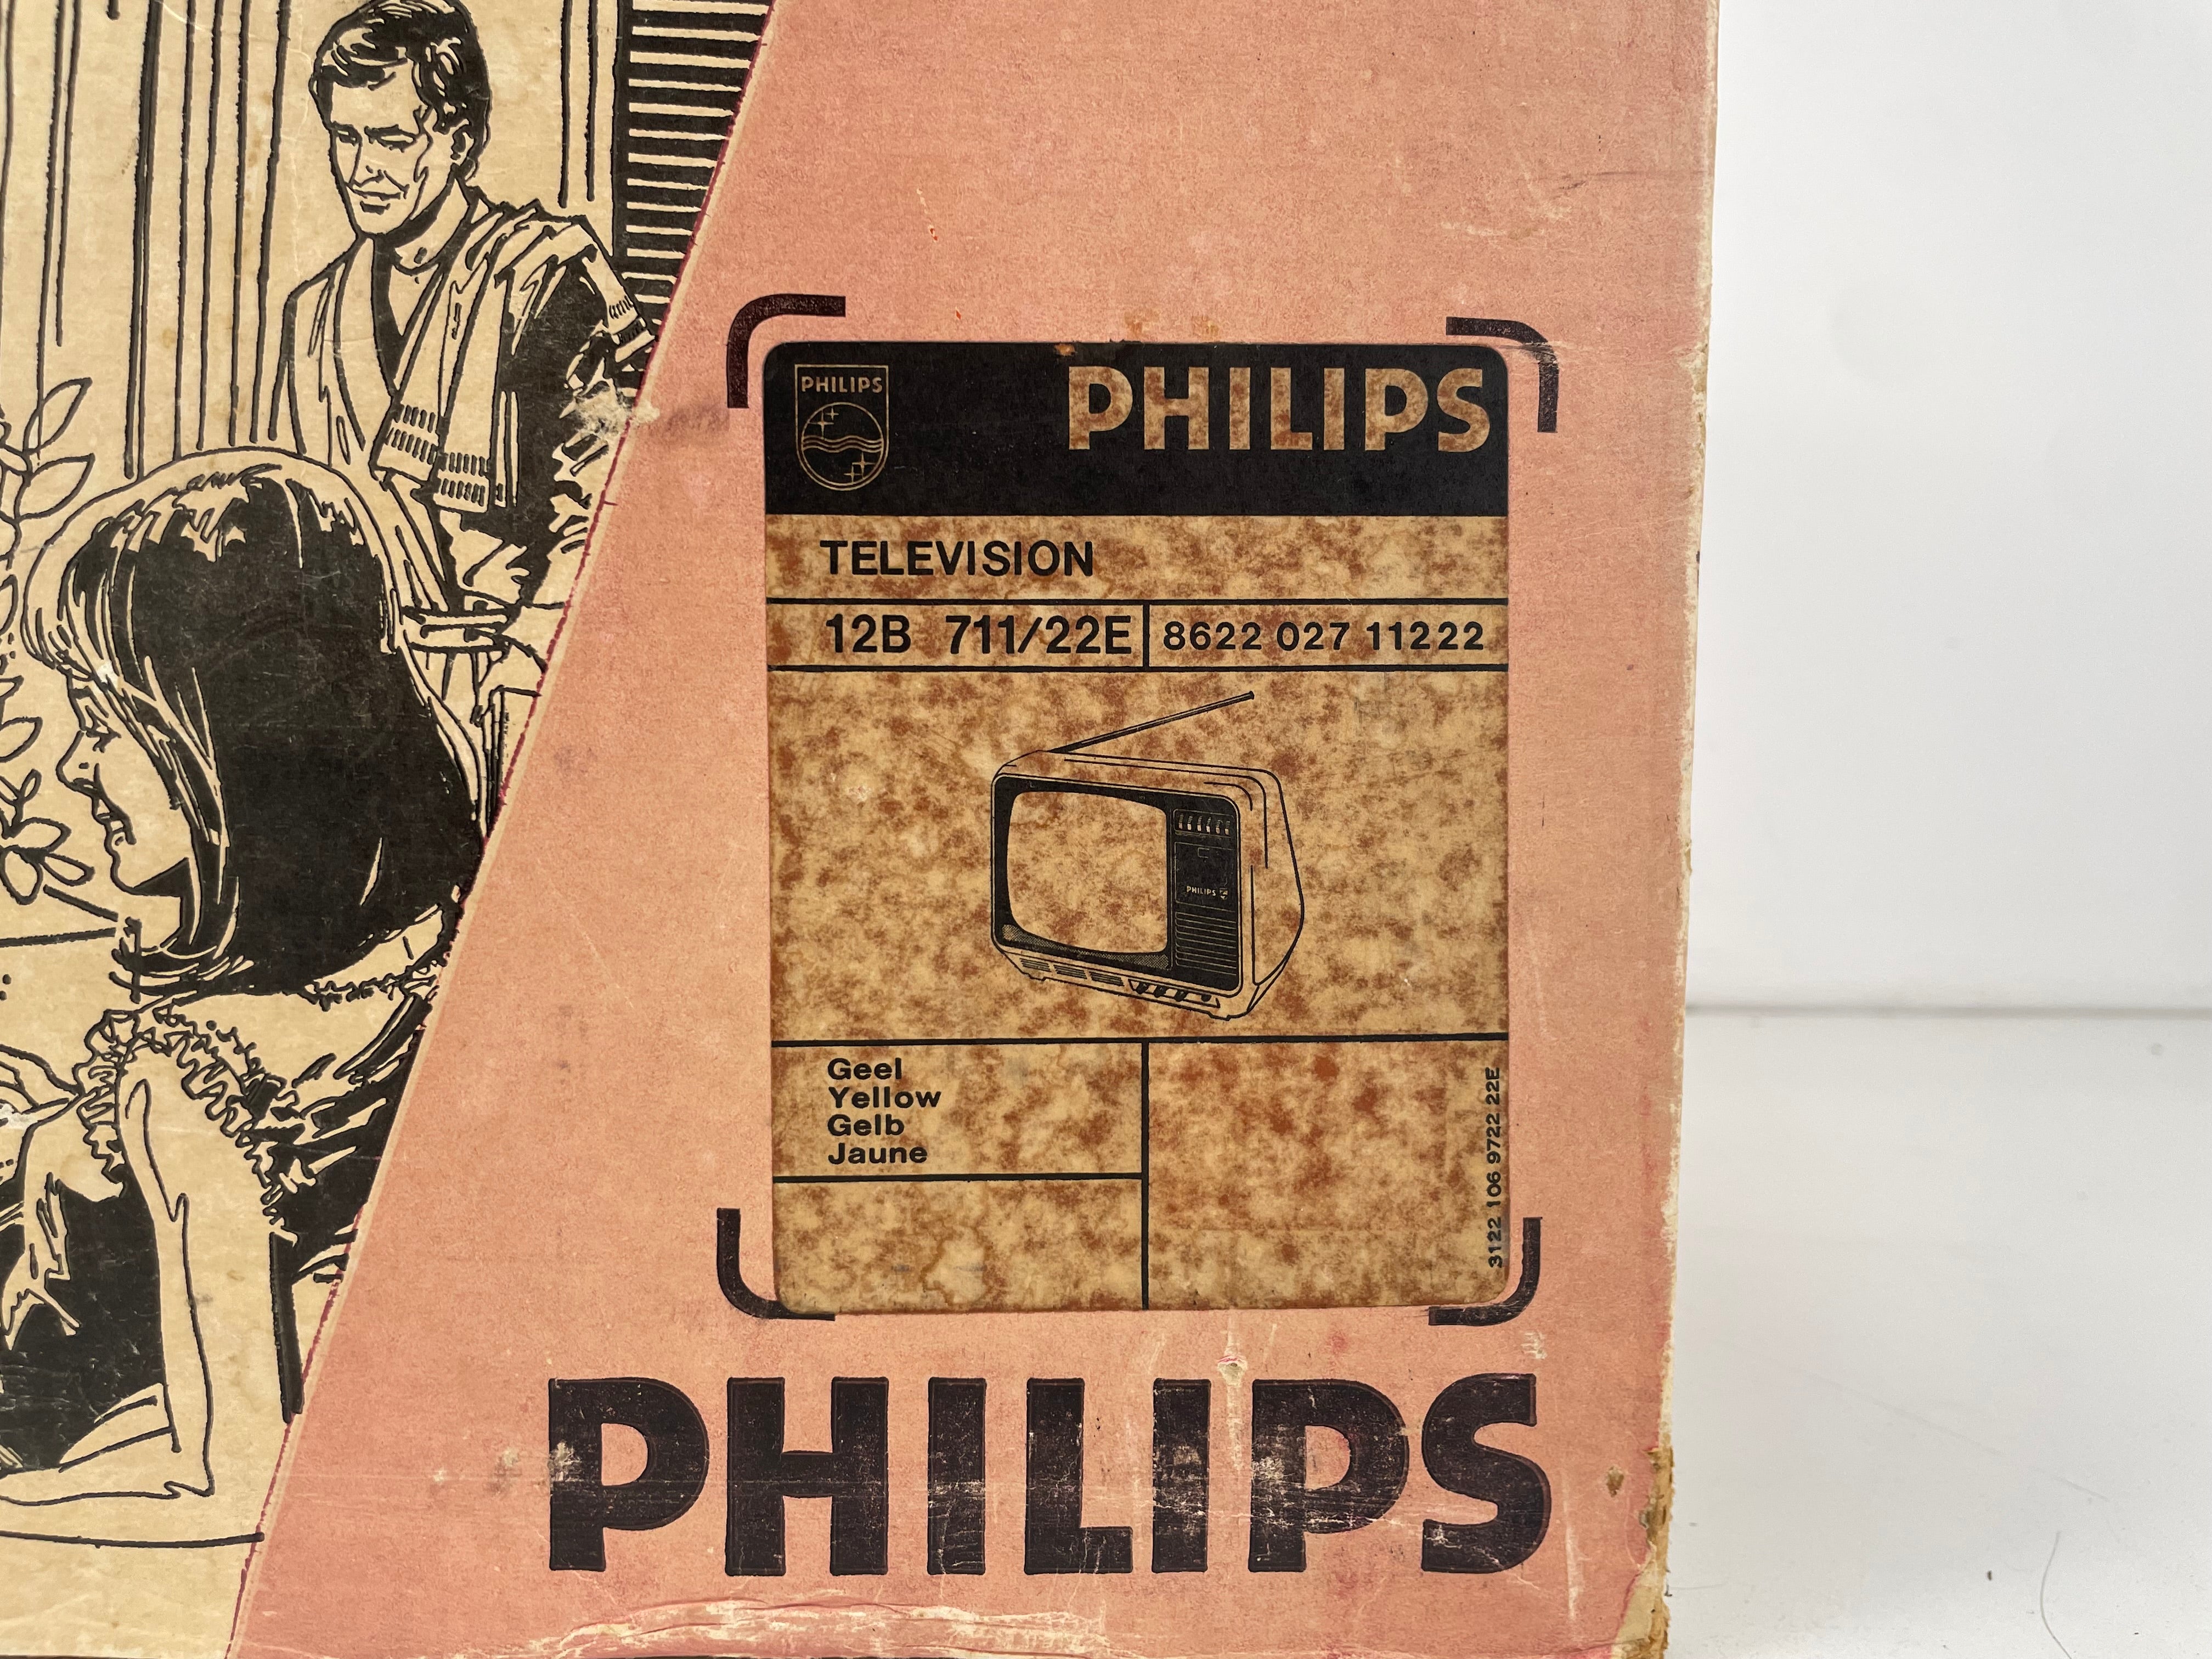 PHILIPS
PHILIPS
TELEVISION
12B 711/22E
8622 027 11222
PHILIPS
Geel
Yellow
Gelb
Jaune
3122 106 9722 22E
PHILIPS